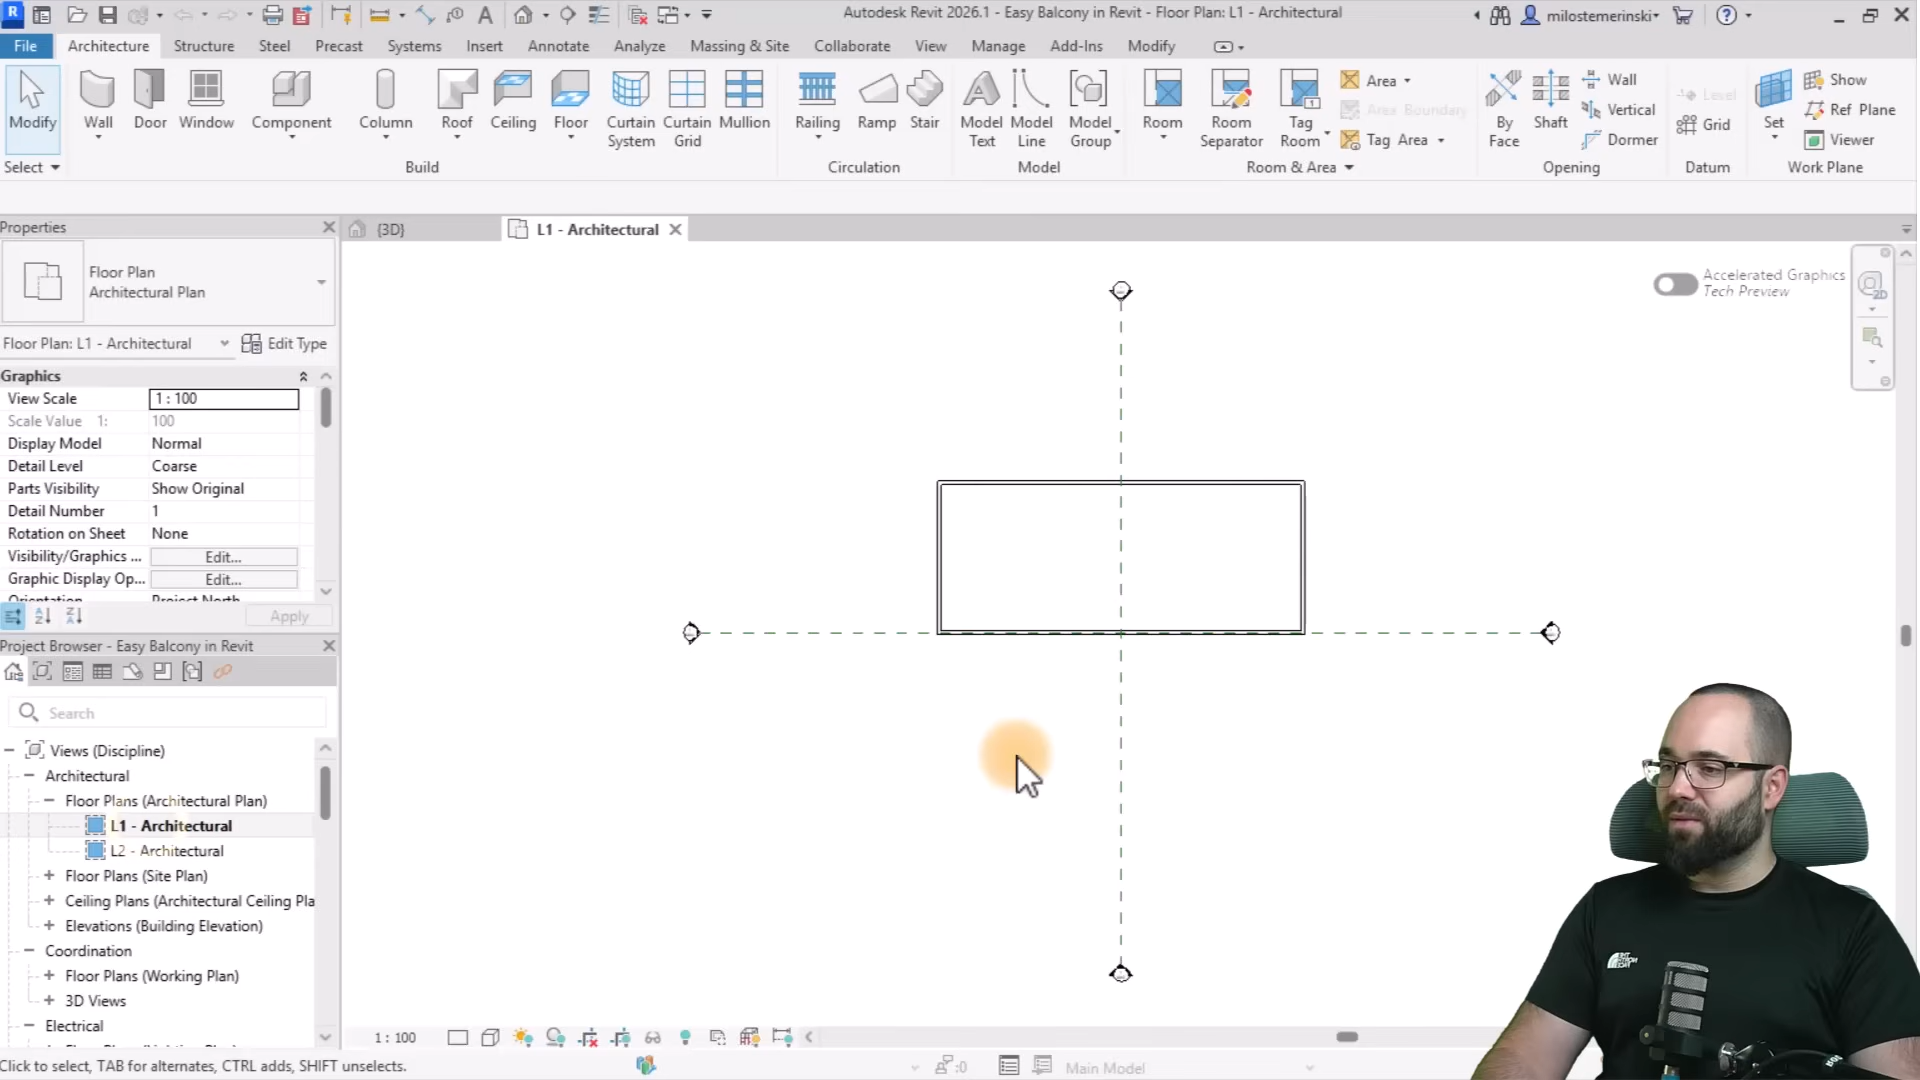 Autodesk Revit 2026.1 - Easy Balcony in Revit - Floor Plan: L1 - Architectural
milostemerinski
File Architecture Structure Steel Precast Systems Insert Annotate Analyze Massing & Site Collaborate View Manage Add-Ins Modify
Modify Wall Door Window Component Column Roof Ceiling Floor Curtain System Curtain Grid Mullion Railing Ramp Stair Model Text Model Line Model Group Room Room Separator Tag Room
Area
Area Boundary
Tag Area
By Face Shaft
Wall
Vertical
Dormer
Level
Grid
Set
Show
Ref Plane
Viewer
Select Build Circulation Model Room & Area Opening Datum Work Plane
Properties
{3D} L1 - Architectural
Floor Plan
Architectural Plan
Floor Plan: L1 - Architectural Edit Type
Graphics
View Scale 1 : 100
Scale Value 1: 100
Display Model Normal
Detail Level Coarse
Parts Visibility Show Original
Detail Number 1
Rotation on Sheet None
Visibility/Graphics ... Edit...
Graphic Display Op... Edit...
Orientation Project North
Apply
Accelerated Graphics
Tech Preview
2D
Project Browser - Easy Balcony in Revit
Search
Views (Discipline)
Architectural
Floor Plans (Architectural Plan)
L1 - Architectural
L2 - Architectural
Floor Plans (Site Plan)
Ceiling Plans (Architectural Ceiling Pla
Elevations (Building Elevation)
Coordination
Floor Plans (Working Plan)
3D Views
Electrical
1 : 100
Click to select, TAB for alternates, CTRL adds, SHIFT unselects.
:0
Main Model
THE
NORTH
FACE